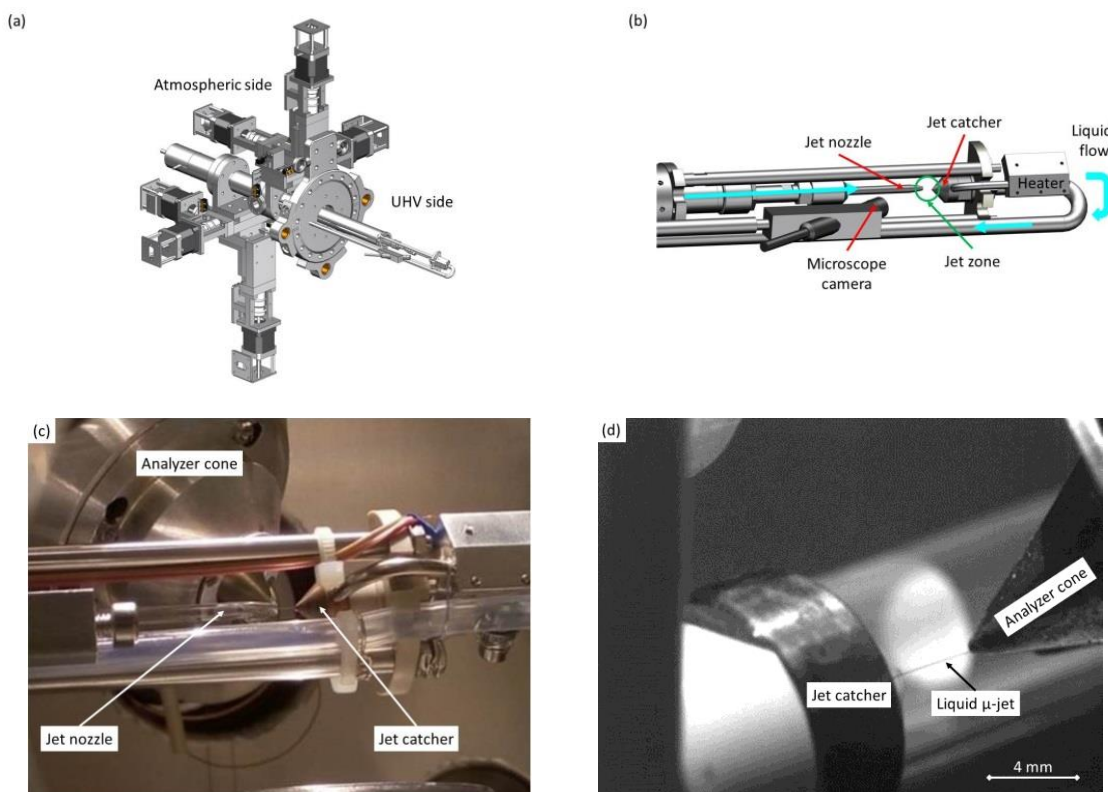 (a)
Atmospheric side
UHV side
(b)
Jet nozzle
Jet catcher
Liquid
flow
Heater
Microscope
camera
Jet zone
(c)
Analyzer cone
Jet nozzle
Jet catcher
(d)
Analyzer cone
Jet catcher
Liquid µ-jet
4 mm